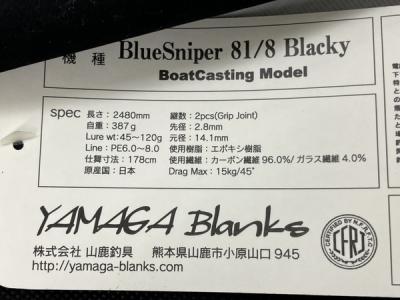 機種 BlueSniper 81/8 Blacky
BoatCasting Model
spec 長さ：2480mm 継数：2pcs(Grip Joint)
自重：387g 先径：2.8mm
Lure wt：45〜120g 元径：14.1mm
Line：PE6.0〜8.0 使用樹脂：エポキシ樹脂
仕舞寸法：178cm 使用繊維：カーボン繊維 96.0%/ ガラス繊維 4.0%
原産国：日本 Drag Max：15kg/45°
YAMAGA Blanks
株式会社 山鹿釣具 熊本県山鹿市小原山口 945
http://yamaga-blanks.com
CFRJ